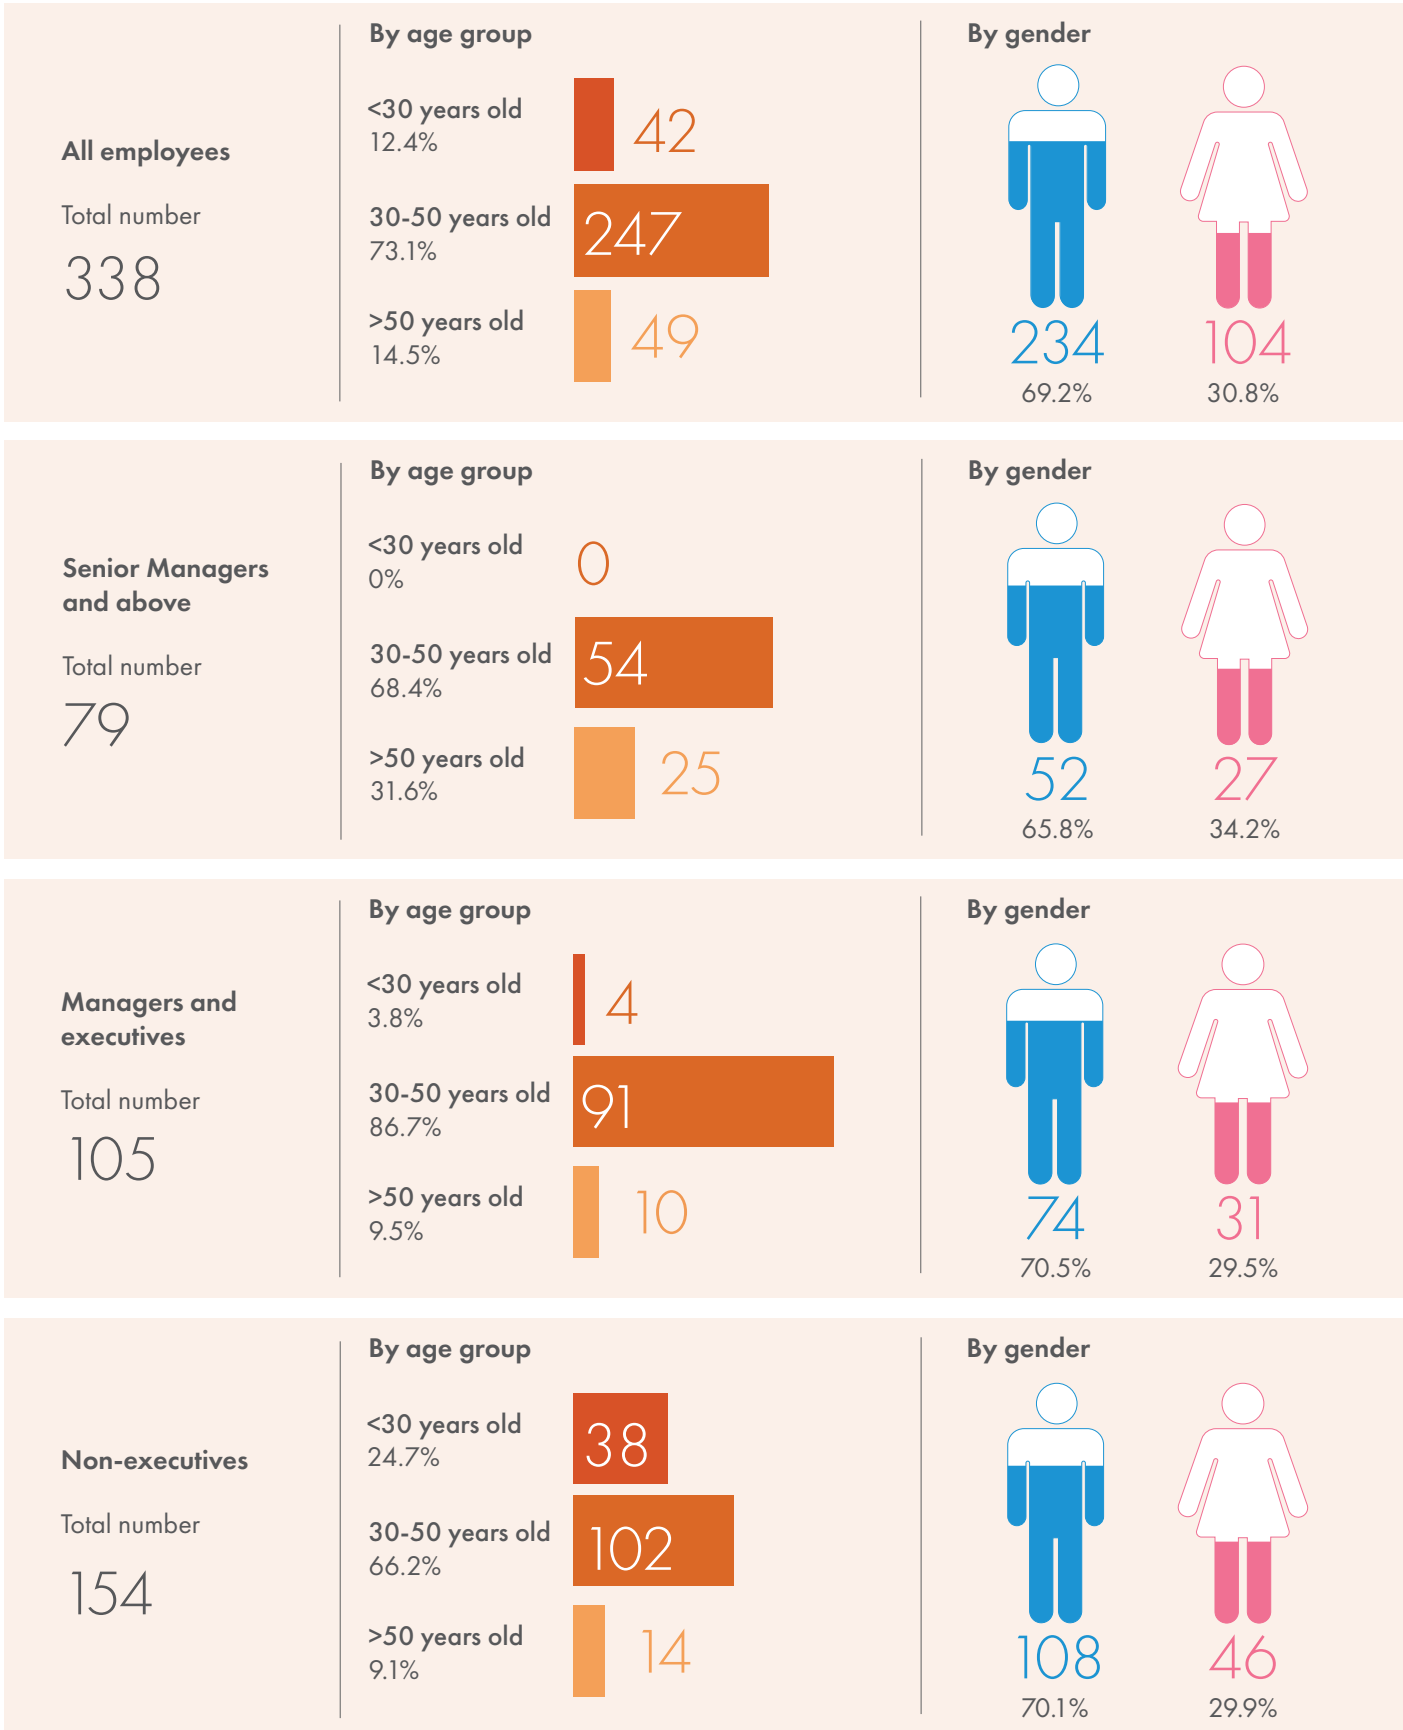 All employees
Total number
338
By age group
<30 years old
12.4%
42
30-50 years old
73.1%
247
>50 years old
14.5%
49
By gender
234
69.2%
104
30.8%
Senior Managers
and above
Total number
79
By age group
<30 years old
0%
0
30-50 years old
68.4%
54
>50 years old
31.6%
25
By gender
52
65.8%
27
34.2%
Managers and
executives
Total number
105
By age group
<30 years old
3.8%
4
30-50 years old
86.7%
91
>50 years old
9.5%
10
By gender
74
70.5%
31
29.5%
Non-executives
Total number
154
By age group
<30 years old
24.7%
38
30-50 years old
66.2%
102
>50 years old
9.1%
14
By gender
108
70.1%
46
29.9%